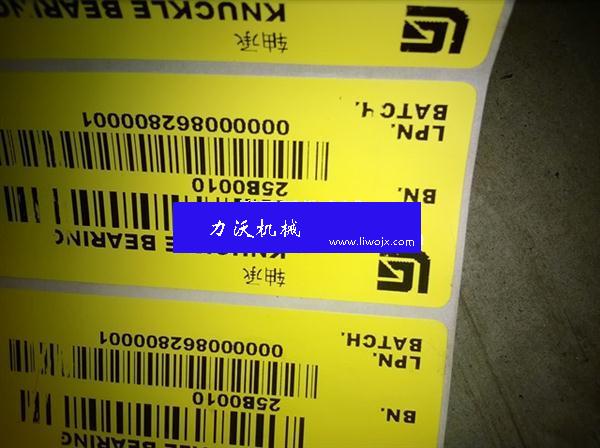 KNUCKLE BEARIN
轴承
LPN.
BATCH.
000000862800001
BN.
25B0010
力沃机械
www.liwojx.com
KNUCKLE BEARING
轴承
LPN.
BATCH.
000000862800001
BN.
25B0010
BEARING